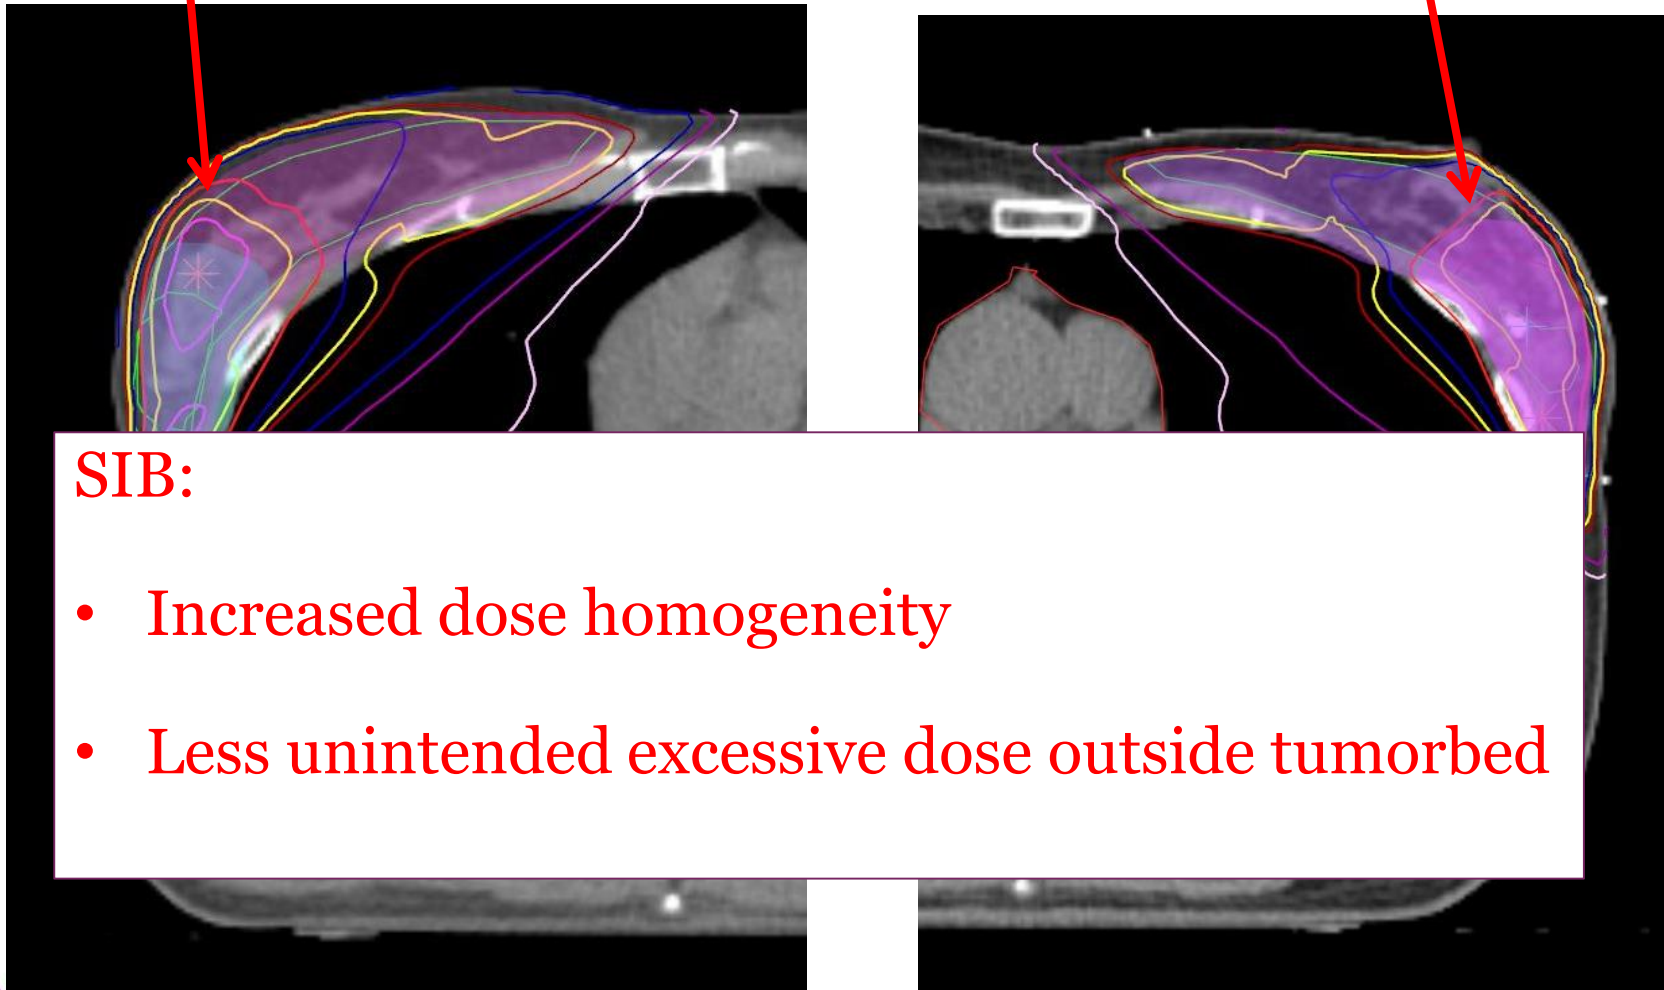 SIB:
• Increased dose homogeneity
• Less unintended excessive dose outside tumorbed